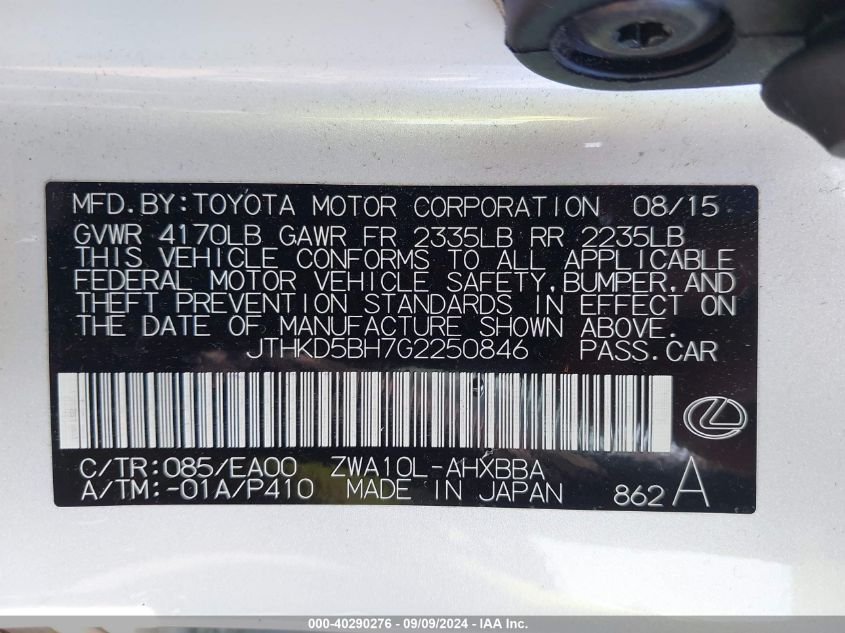 MFD.BY:TOYOTA MOTOR CORPORATION 08/15
GVWR 4170LB GAWR FR 2335LB RR 2235LB
THIS VEHICLE CONFORMS TO ALL APPLICABLE
FEDERAL MOTOR VEHICLE SAFETY,BUMPER,AND
THEFT PREVENTION STANDARDS IN EFFECT ON
THE DATE OF MANUFACTURE SHOWN ABOVE.
JTHKD5BH7G2250846 PASS.CAR
C/TR:085/EA00 ZWA10L-AHXBBA
A/TM:-01A/P410 MADE IN JAPAN 862 A
000-40290276 - 09/09/2024 - IAA Inc.